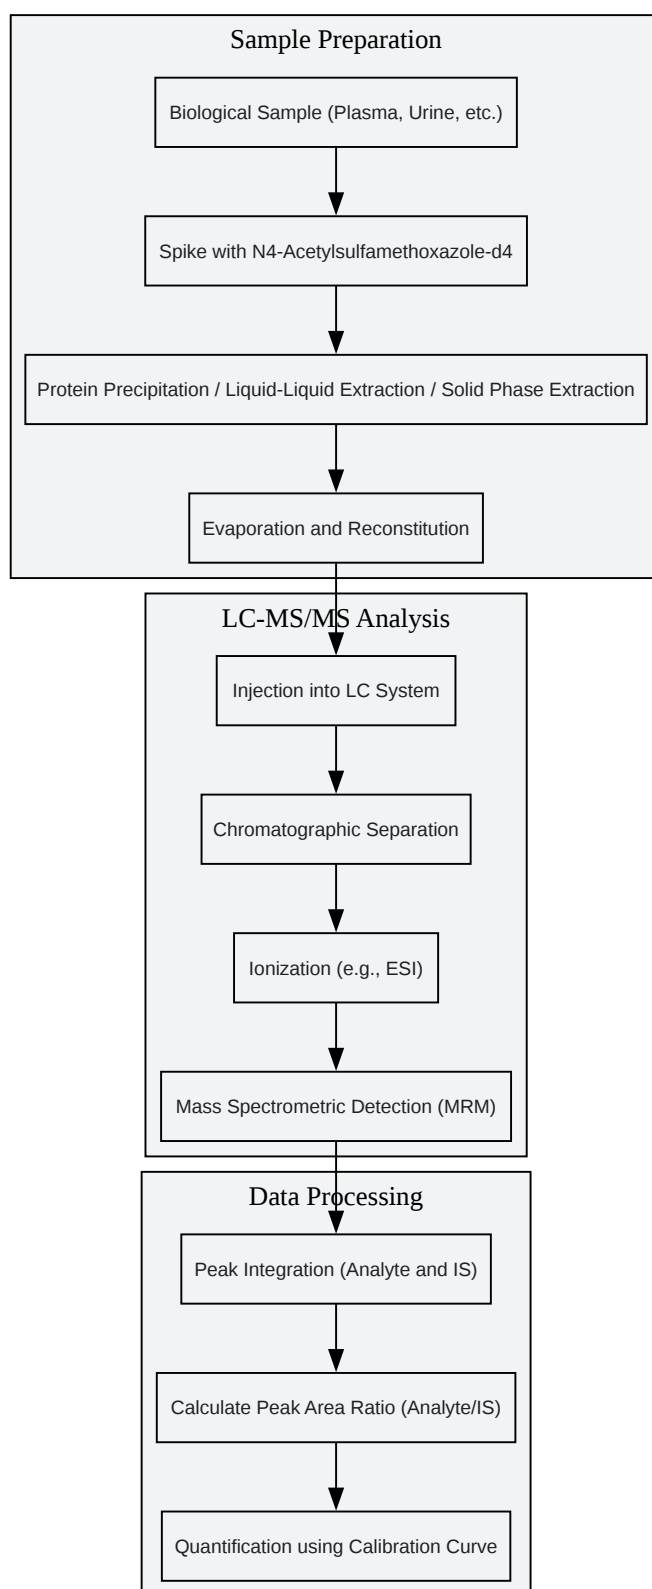 Sample Preparation
Biological Sample (Plasma, Urine, etc.)
Spike with N4-Acetylsulfamethoxazole-d4
Protein Precipitation / Liquid-Liquid Extraction / Solid Phase Extraction
Evaporation and Reconstitution
LC-MS/MS Analysis
Injection into LC System
Chromatographic Separation
Ionization (e.g., ESI)
Mass Spectrometric Detection (MRM)
Data Processing
Peak Integration (Analyte and IS)
Calculate Peak Area Ratio (Analyte/IS)
Quantification using Calibration Curve